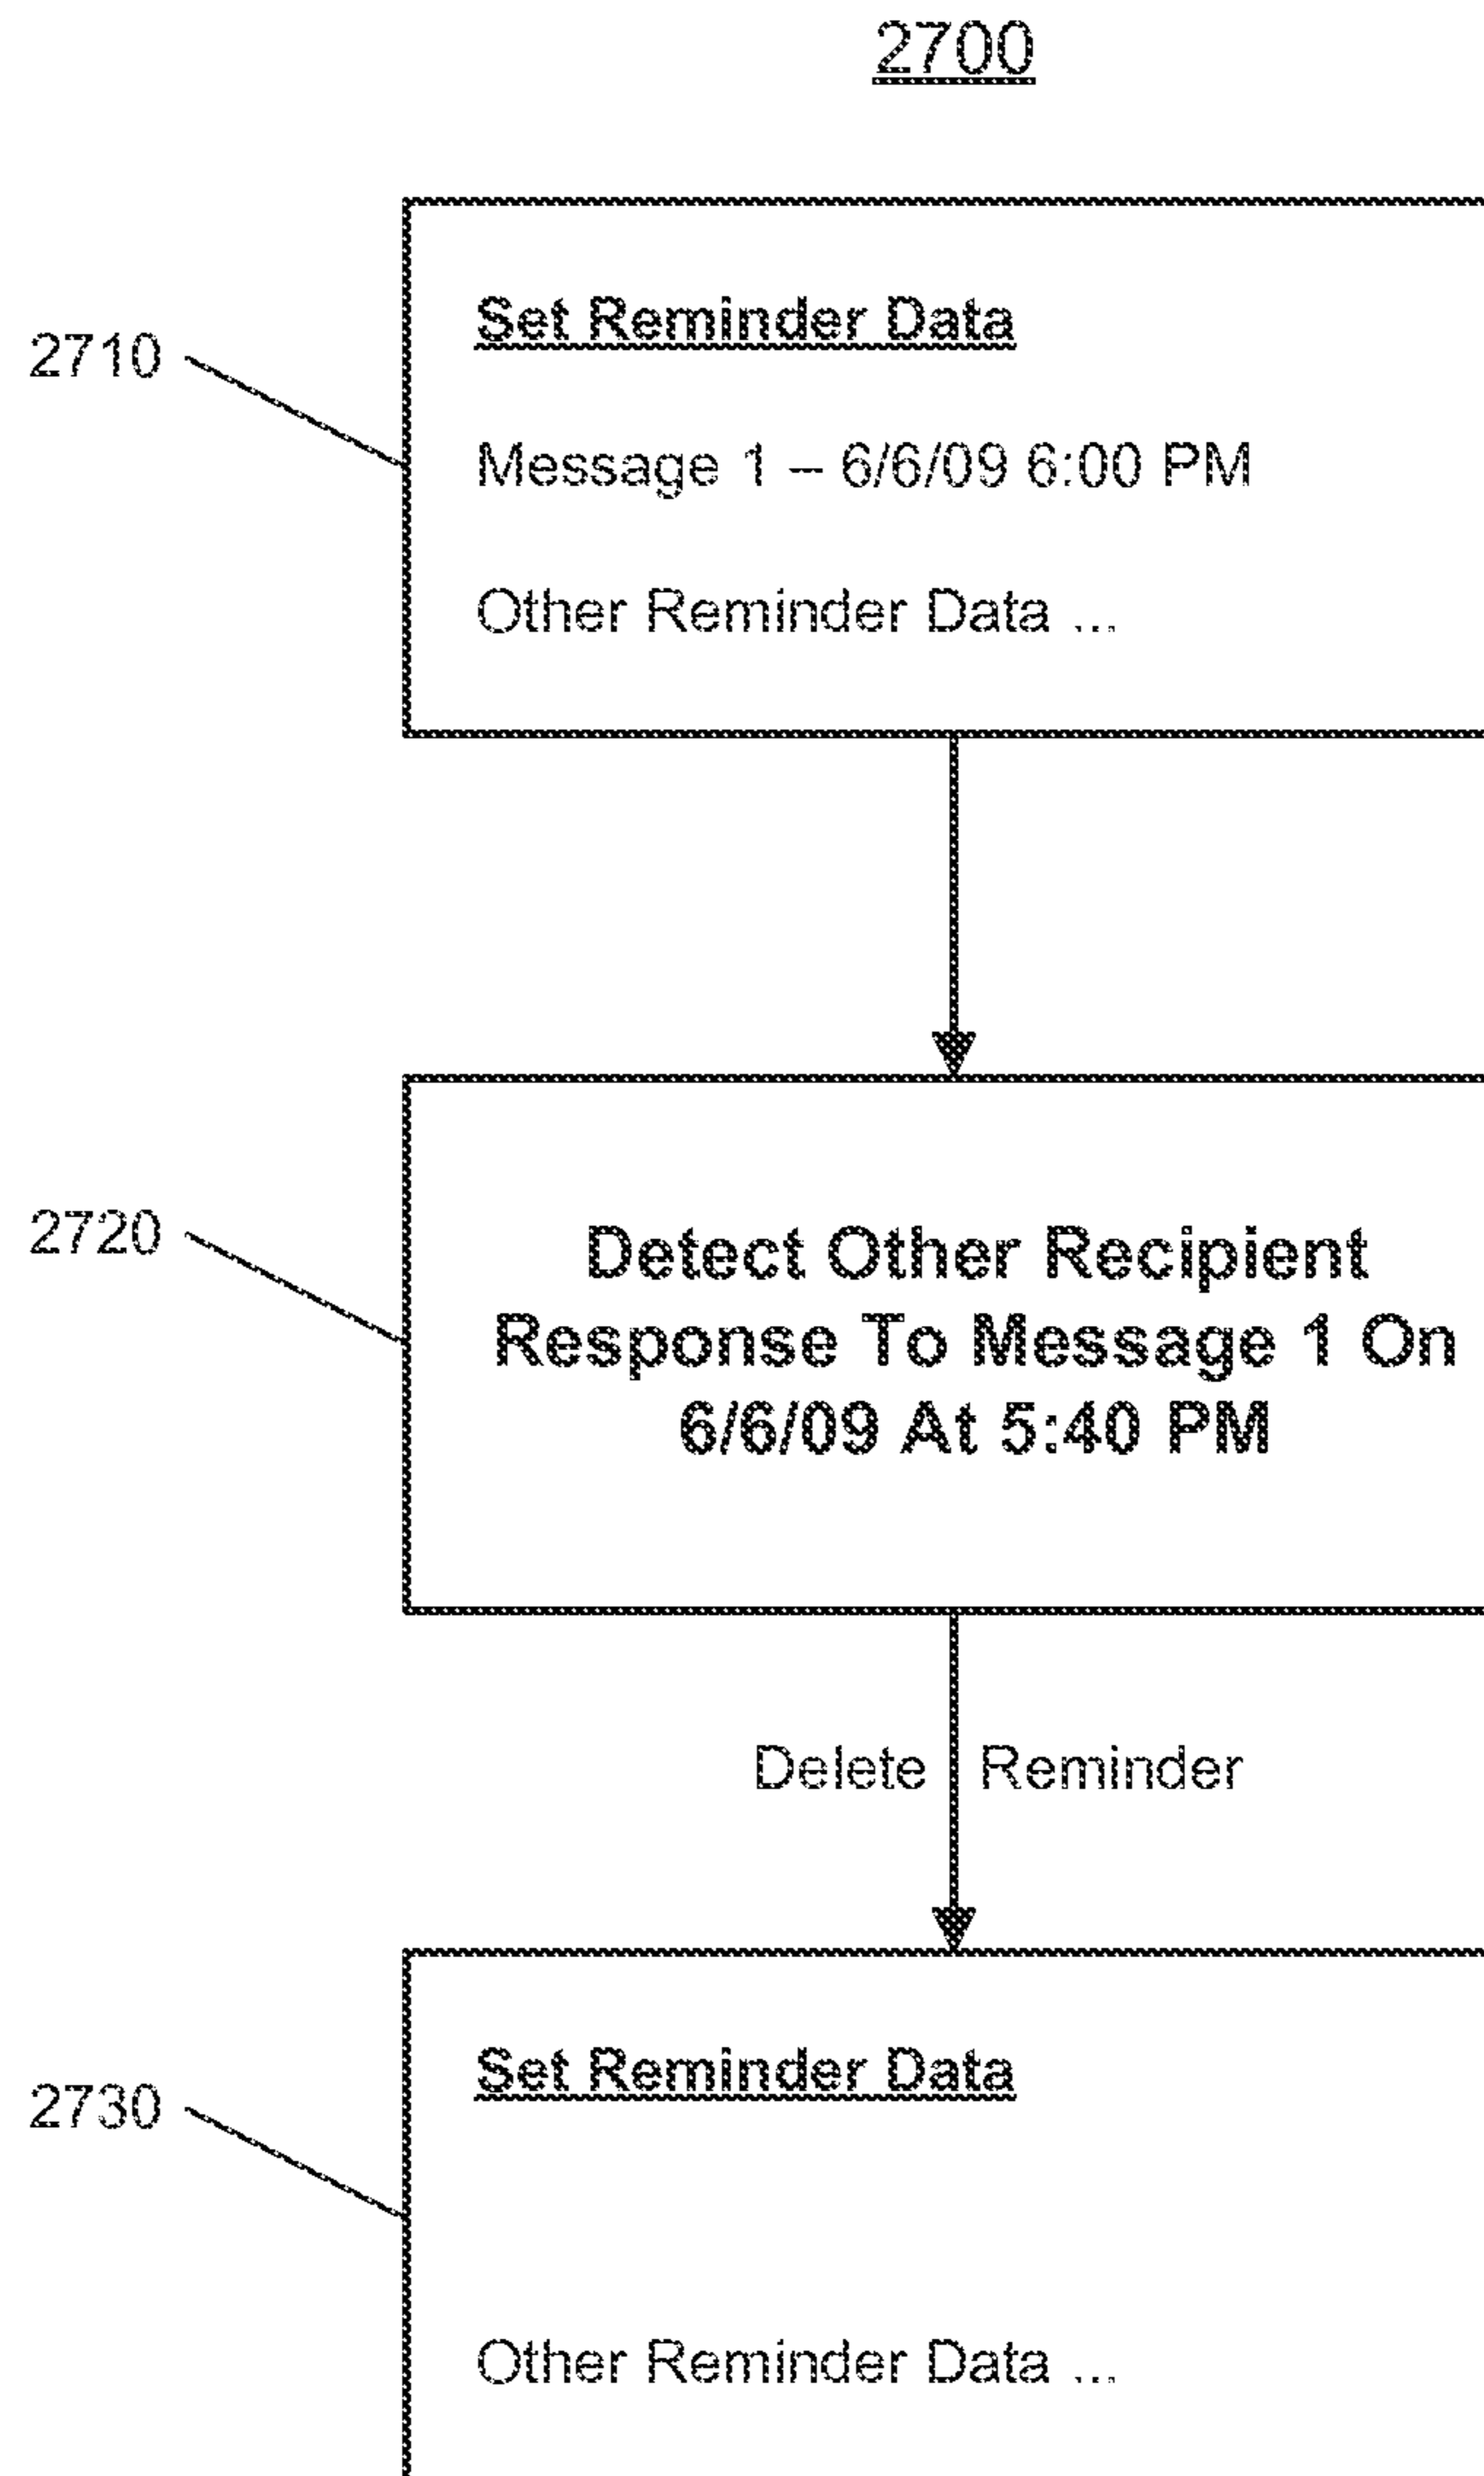 2700
Set Reminder Data
2710
Message 1 – 6/6/09 6:00 PM
Other Reminder Data ...
2720
Detect Other Recipient
Response To Message 1 On
6/6/09 At 5:40 PM
Delete Reminder
Set Reminder Data
2730
Other Reminder Data ...